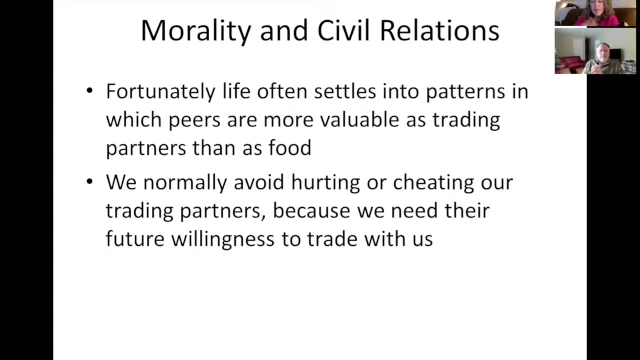 Morality and Civil Relations
• Fortunately life often settles into patterns in
which peers are more valuable as trading
partners than as food
• We normally avoid hurting or cheating our
trading partners, because we need their
future willingness to trade with us